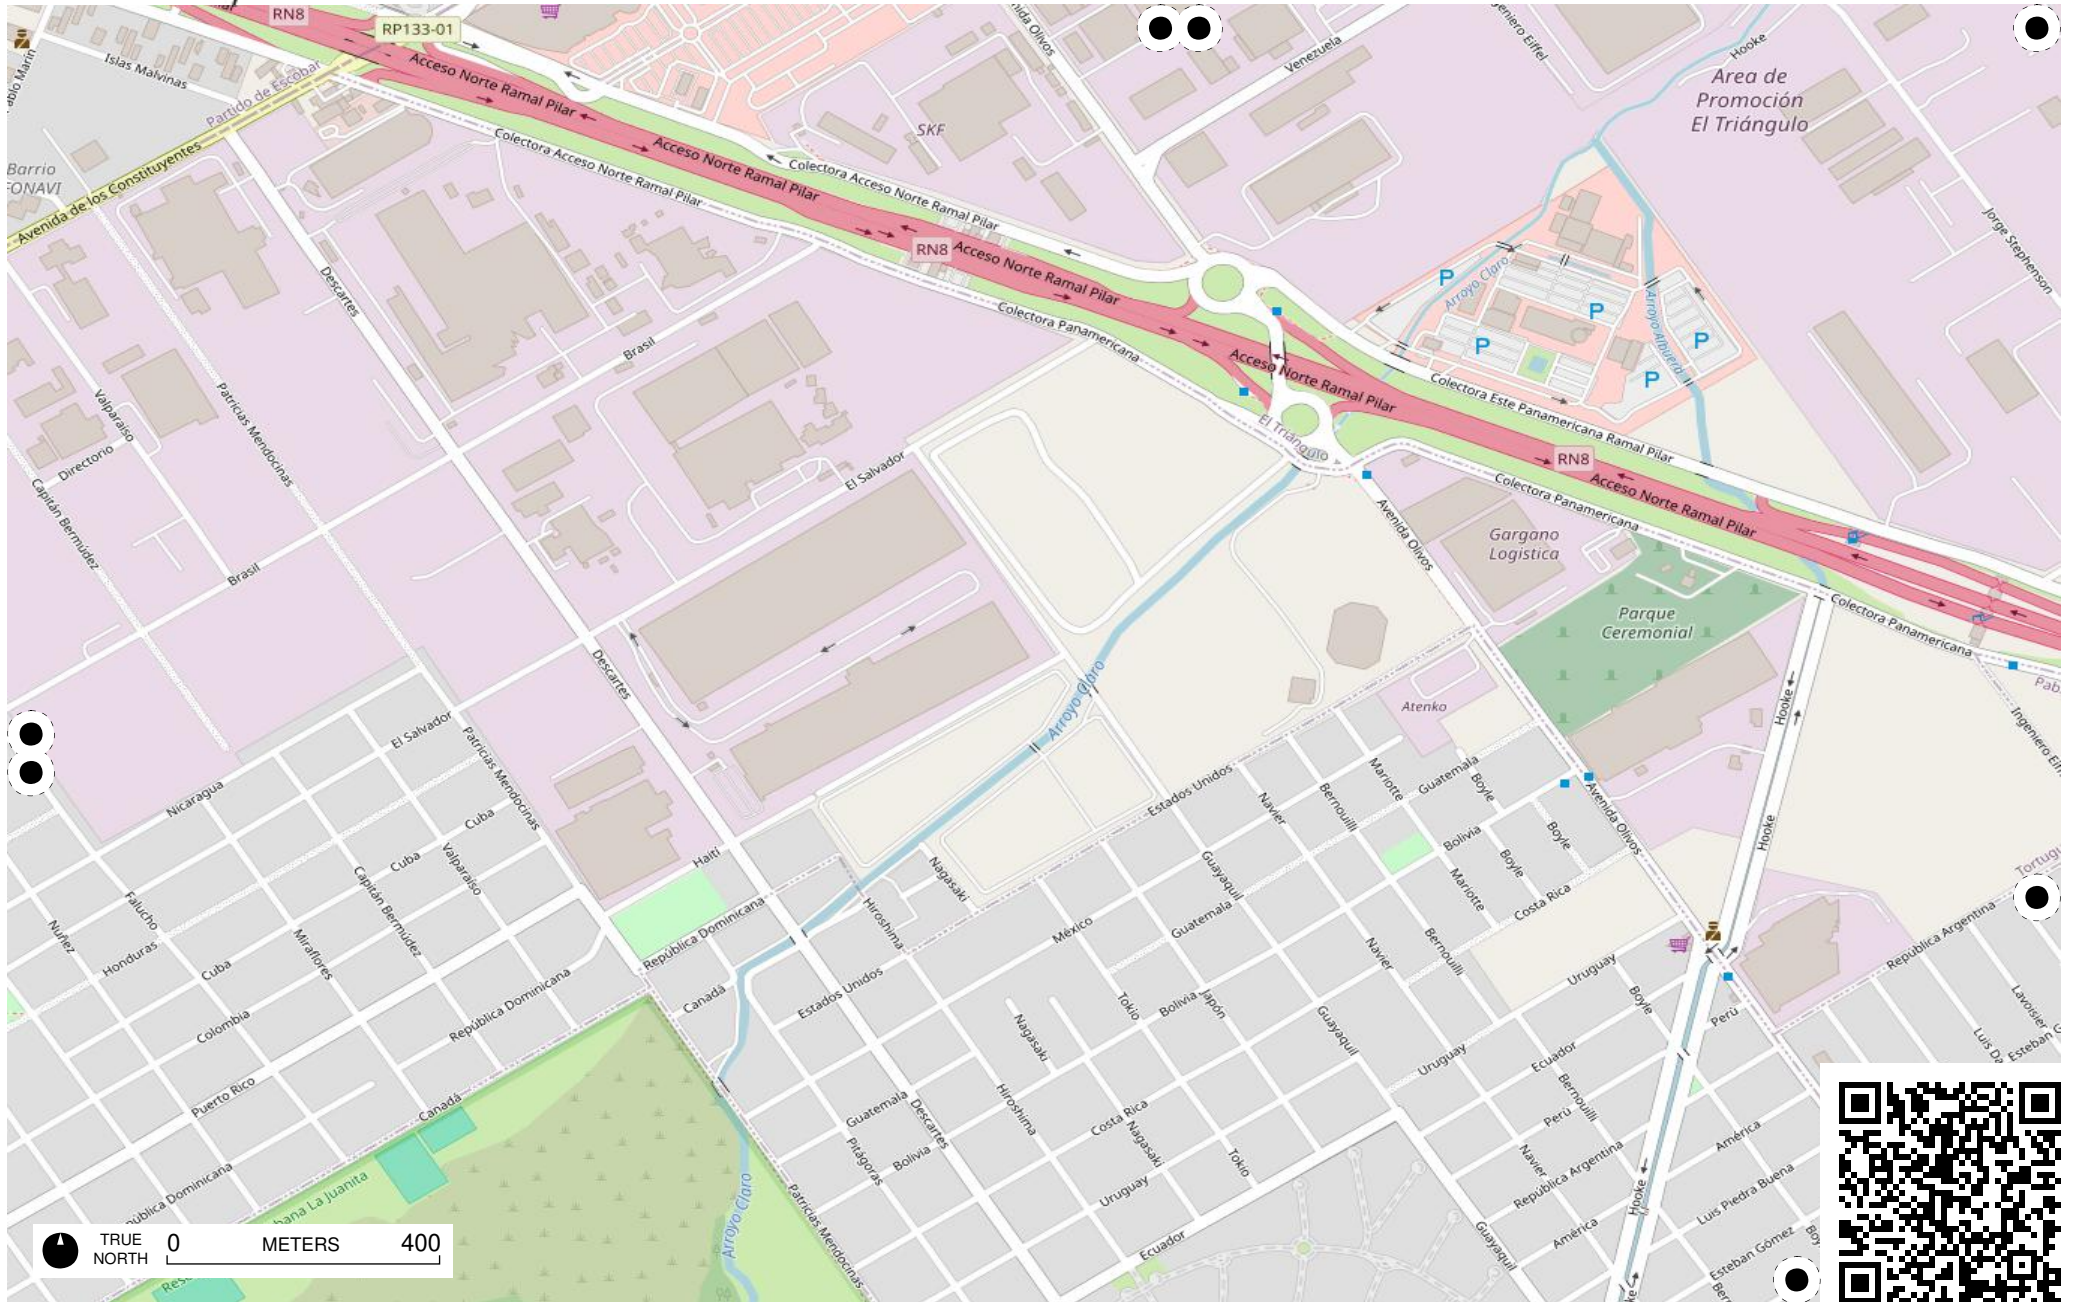 RN8
RP133-01
Islas Malvinas
Partido de Escobar
Acceso Norte Ramal Pilar
Venezuela
Hooke
Area de
Promoción
El Triángulo
SKF
Barrio
FONAVI
Avenida de los Constituyentes
Colectora Acceso Norte Ramal Pilar
Acceso Norte Ramal Pilar
Colectora Acceso Norte Ramal Pilar
RN8
Acceso Norte Ramal Pilar
Jorge Stephenson
Descartes
Arroyo Claro
Arroyo Albuera
P
P
P
P
P
Colectora Panamericana
Brasil
Acceso Norte Ramal Pilar
Colectora Este Panamericana Ramal Pilar
Valparaíso
Patricias Mendocinas
Directorio
Capitán Bermúdez
El Salvador
El Triángulo
RN8
Acceso Norte Ramal Pilar
Colectora Panamericana
Avenida Olivos
Gargano
Logistica
Brasil
Parque
Ceremonial
Colectora Panamericana
Descartes
Arroyo Claro
Atenko
Hooke
El Salvador
Patricias Mendocinas
Nicaragua
Estados Unidos
Mariotte
Guatemala
Boyle
Navier
Bernouilli
Avenida Olivos
Cuba
Cuba
Valparaíso
Capitán Bermúdez
Haití
Bolivia
Boyle
Boyle
Hooke
Nagasaki
Guayaquil
Mariotte
Costa Rica
Falucho
Nuñez
Honduras
Cuba
Miraflores
República Dominicana
Hiroshima
México
Guatemala
Navier
Bernouilli
República Argentina
Uruguay
Boyle
Lavoisier
Canadá
Estados Unidos
República Dominicana
Colombia
Tokio
Bolivia
Japón
Nagasaki
Guayaquil
Perú
Uruguay
Ecuador
Bernouilli
Puerto Rico
Canadá
Guatemala
Descartes
Hiroshima
Costa Rica
Nagasaki
Perú
América
Pitágoras
Bolivia
Tokio
Navier
República Argentina
Luis Piedra Buena
Uruguay
Hooke
América
Arroyo Claro
Patricias Mendocinas
Ecuador
Guayaquil
Esteban Gómez
TRUE
NORTH
0 METERS 400